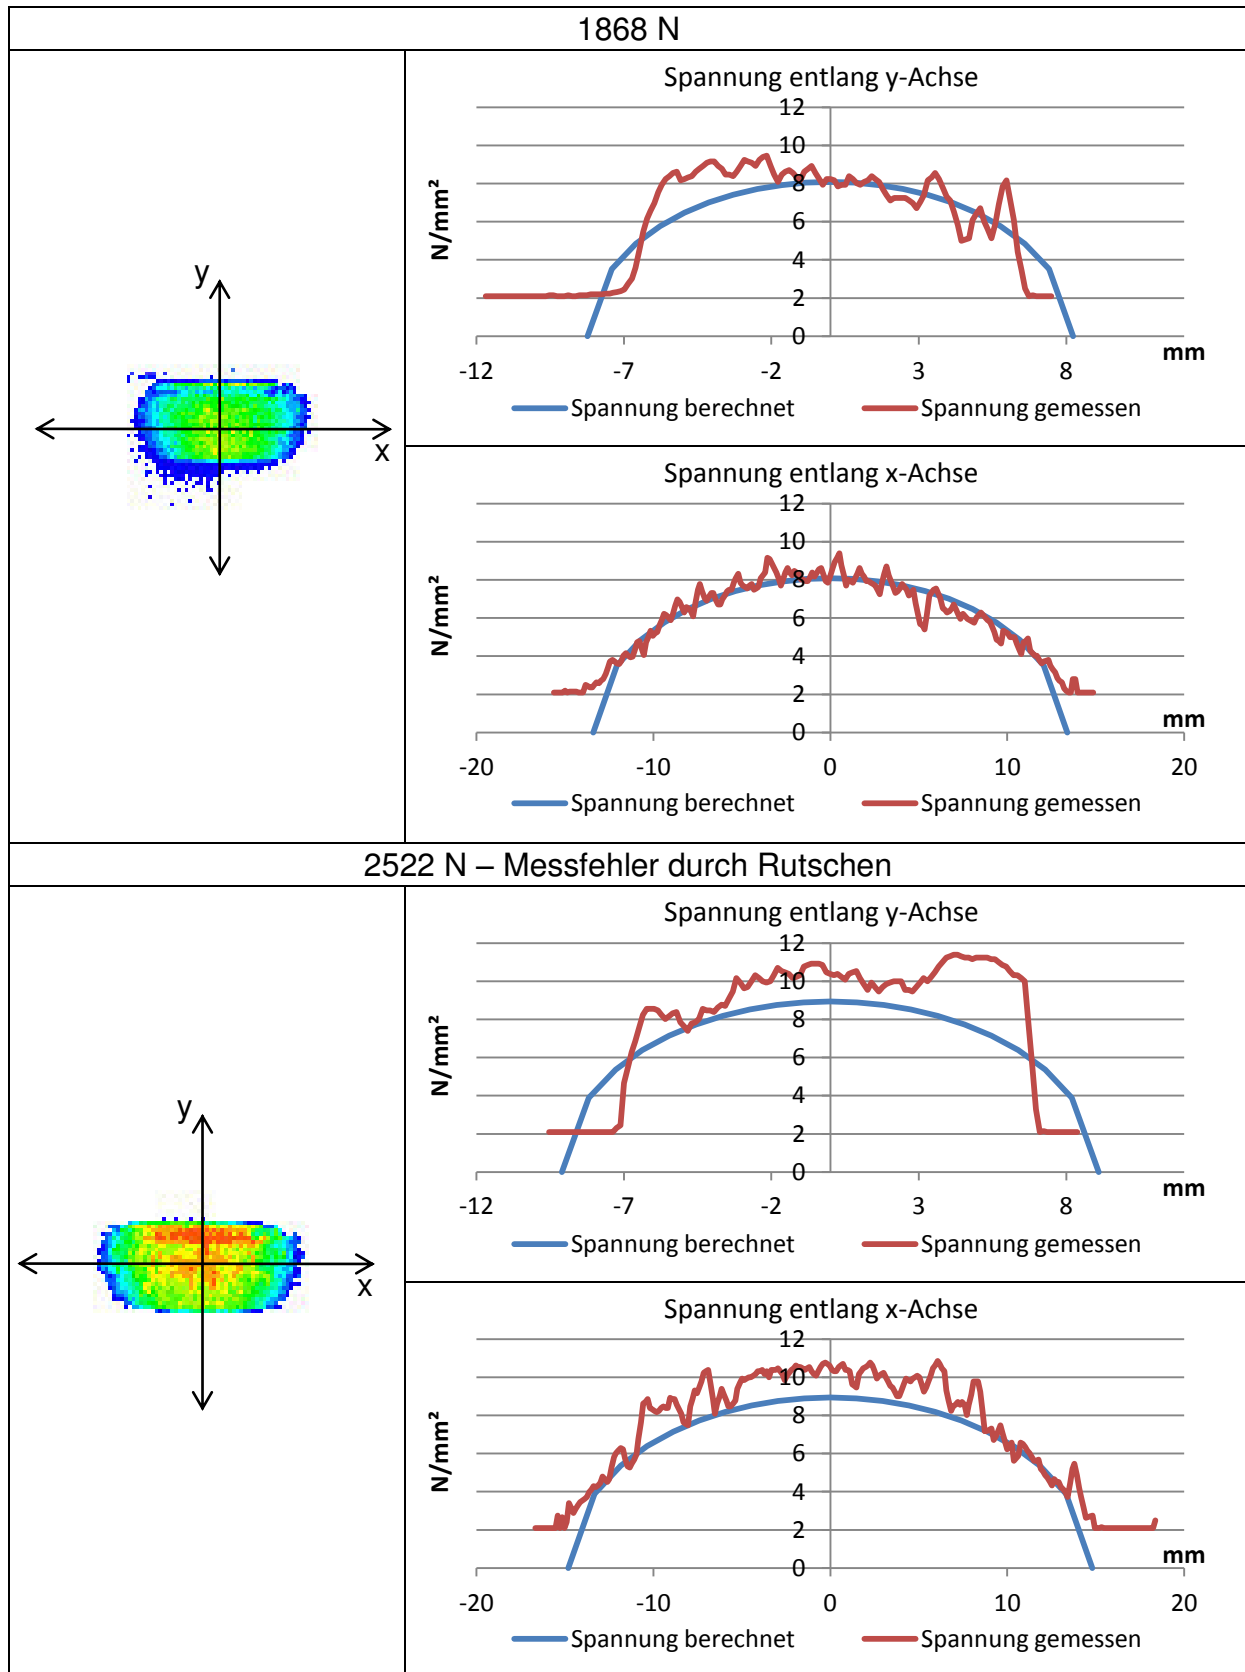 1868 N
y
x
Spannung entlang y-Achse
N/mm²
12
10
8
6
4
2
0
mm
-12 -7 -2 3 8
Spannung berechnet Spannung gemessen
Spannung entlang x-Achse
N/mm²
12
10
8
6
4
2
0
mm
-20 -10 0 10 20
Spannung berechnet Spannung gemessen
2522 N – Messfehler durch Rutschen
y
x
Spannung entlang y-Achse
N/mm²
12
10
8
6
4
2
0
mm
-12 -7 -2 3 8
Spannung berechnet Spannung gemessen
Spannung entlang x-Achse
N/mm²
12
10
8
6
4
2
0
mm
-20 -10 0 10 20
Spannung berechnet Spannung gemessen